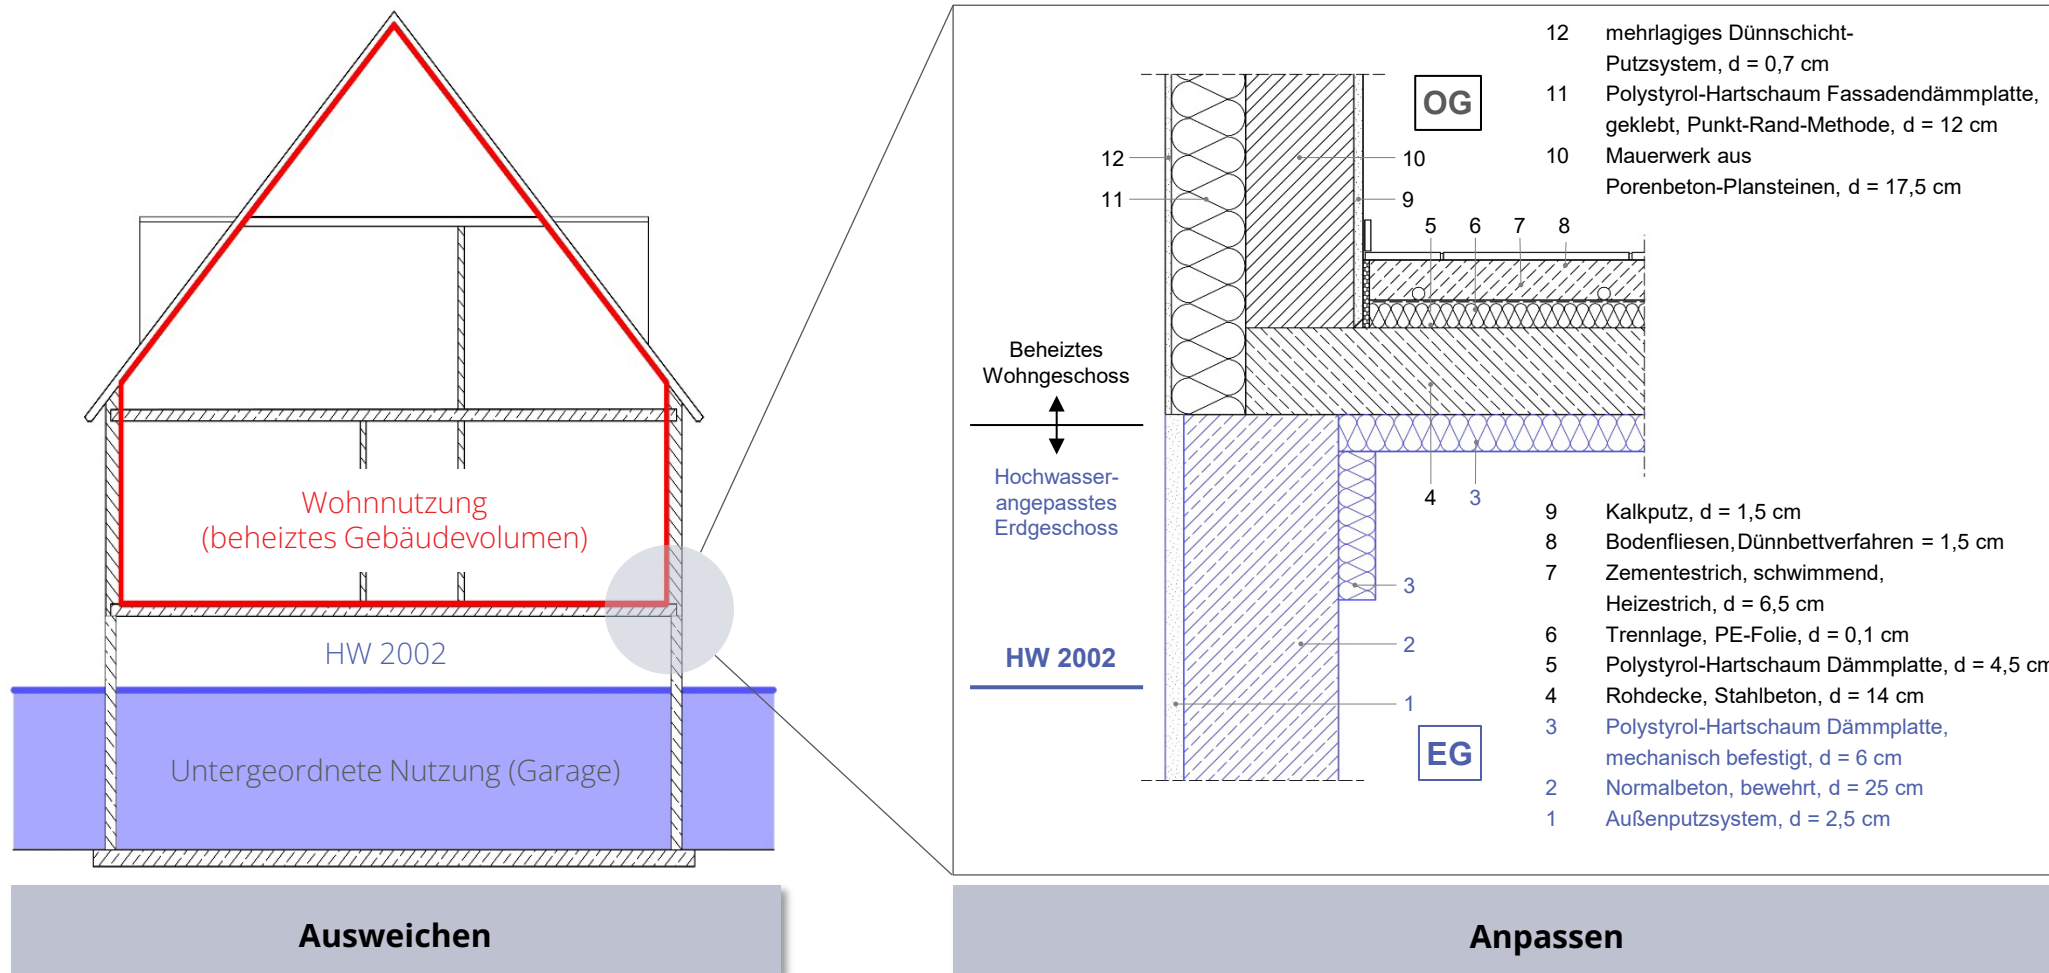 Wohnnutzung
(beheiztes Gebäudevolumen)
HW 2002
Untergeordnete Nutzung (Garage)
Ausweichen
12 mehrlagiges Dünnschicht-
Putzsystem, d = 0,7 cm
11 Polystyrol-Hartschaum Fassadendämmplatte,
geklebt, Punkt-Rand-Methode, d = 12 cm
10 Mauerwerk aus
Porenbeton-Plansteinen, d = 17,5 cm
OG
12
10
11
9
5 6 7 8
Beheiztes
Wohngeschoss
Hochwasser-
angepasstes
Erdgeschoss
4 3
3
2
HW 2002
1
EG
9 Kalkputz, d = 1,5 cm
8 Bodenfliesen,Dünnbettverfahren = 1,5 cm
7 Zementestrich, schwimmend,
Heizestrich, d = 6,5 cm
6 Trennlage, PE-Folie, d = 0,1 cm
5 Polystyrol-Hartschaum Dämmplatte, d = 4,5 cm
4 Rohdecke, Stahlbeton, d = 14 cm
3 Polystyrol-Hartschaum Dämmplatte,
mechanisch befestigt, d = 6 cm
2 Normalbeton, bewehrt, d = 25 cm
1 Außenputzsystem, d = 2,5 cm
Anpassen